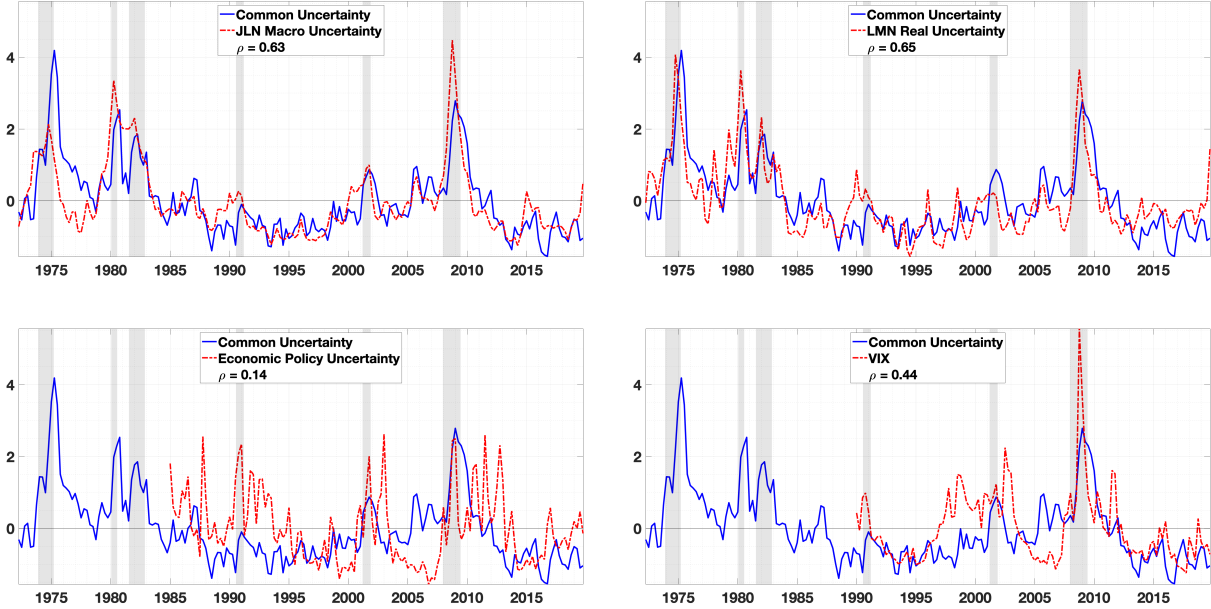 Common Uncertainty
JLN Macro Uncertainty
ρ = 0.63
4
2
0
1975 1980 1985 1990 1995 2000 2005 2010 2015
Common Uncertainty
LMN Real Uncertainty
ρ = 0.65
4
2
0
1975 1980 1985 1990 1995 2000 2005 2010 2015
Common Uncertainty
Economic Policy Uncertainty
ρ = 0.14
4
2
0
1975 1980 1985 1990 1995 2000 2005 2010 2015
Common Uncertainty
VIX
ρ = 0.44
4
2
0
1975 1980 1985 1990 1995 2000 2005 2010 2015